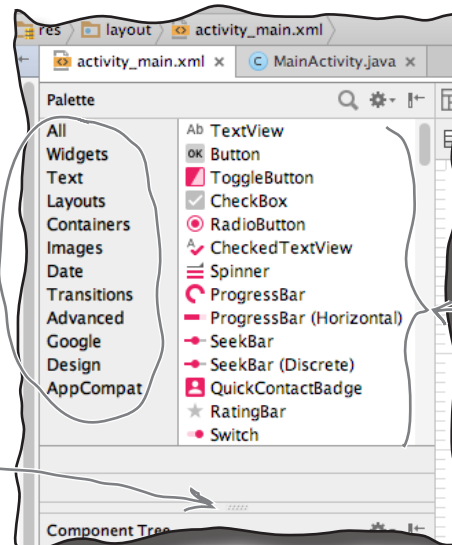 res layout activity_main.xml
activity_main.xml × MainActivity.java ×
Palette
All
Widgets
Text
Layouts
Containers
Images
Date
Transitions
Advanced
Google
Design
AppCompat
Ab TextView
OK Button
ToggleButton
CheckBox
RadioButton
CheckedTextView
Spinner
ProgressBar
ProgressBar (Horizontal)
SeekBar
SeekBar (Discrete)
QuickContactBadge
RatingBar
Switch
Component Tree